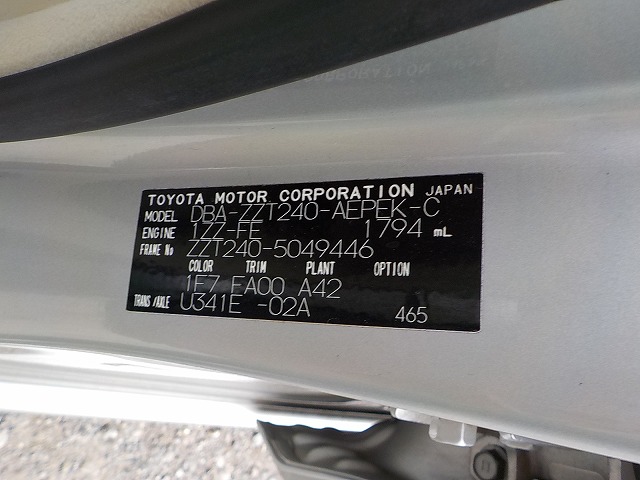 TOYOTA MOTOR CORPORATION JAPAN
MODEL DBA-ZZT240-AEPEK-C
ENGINE 1ZZ-FE 1794 mL
FRAME No ZZT240-5049446
COLOR TRIM PLANT OPTION
1F7 FA00 A42
TRANS/AXLE U341E -02A 465